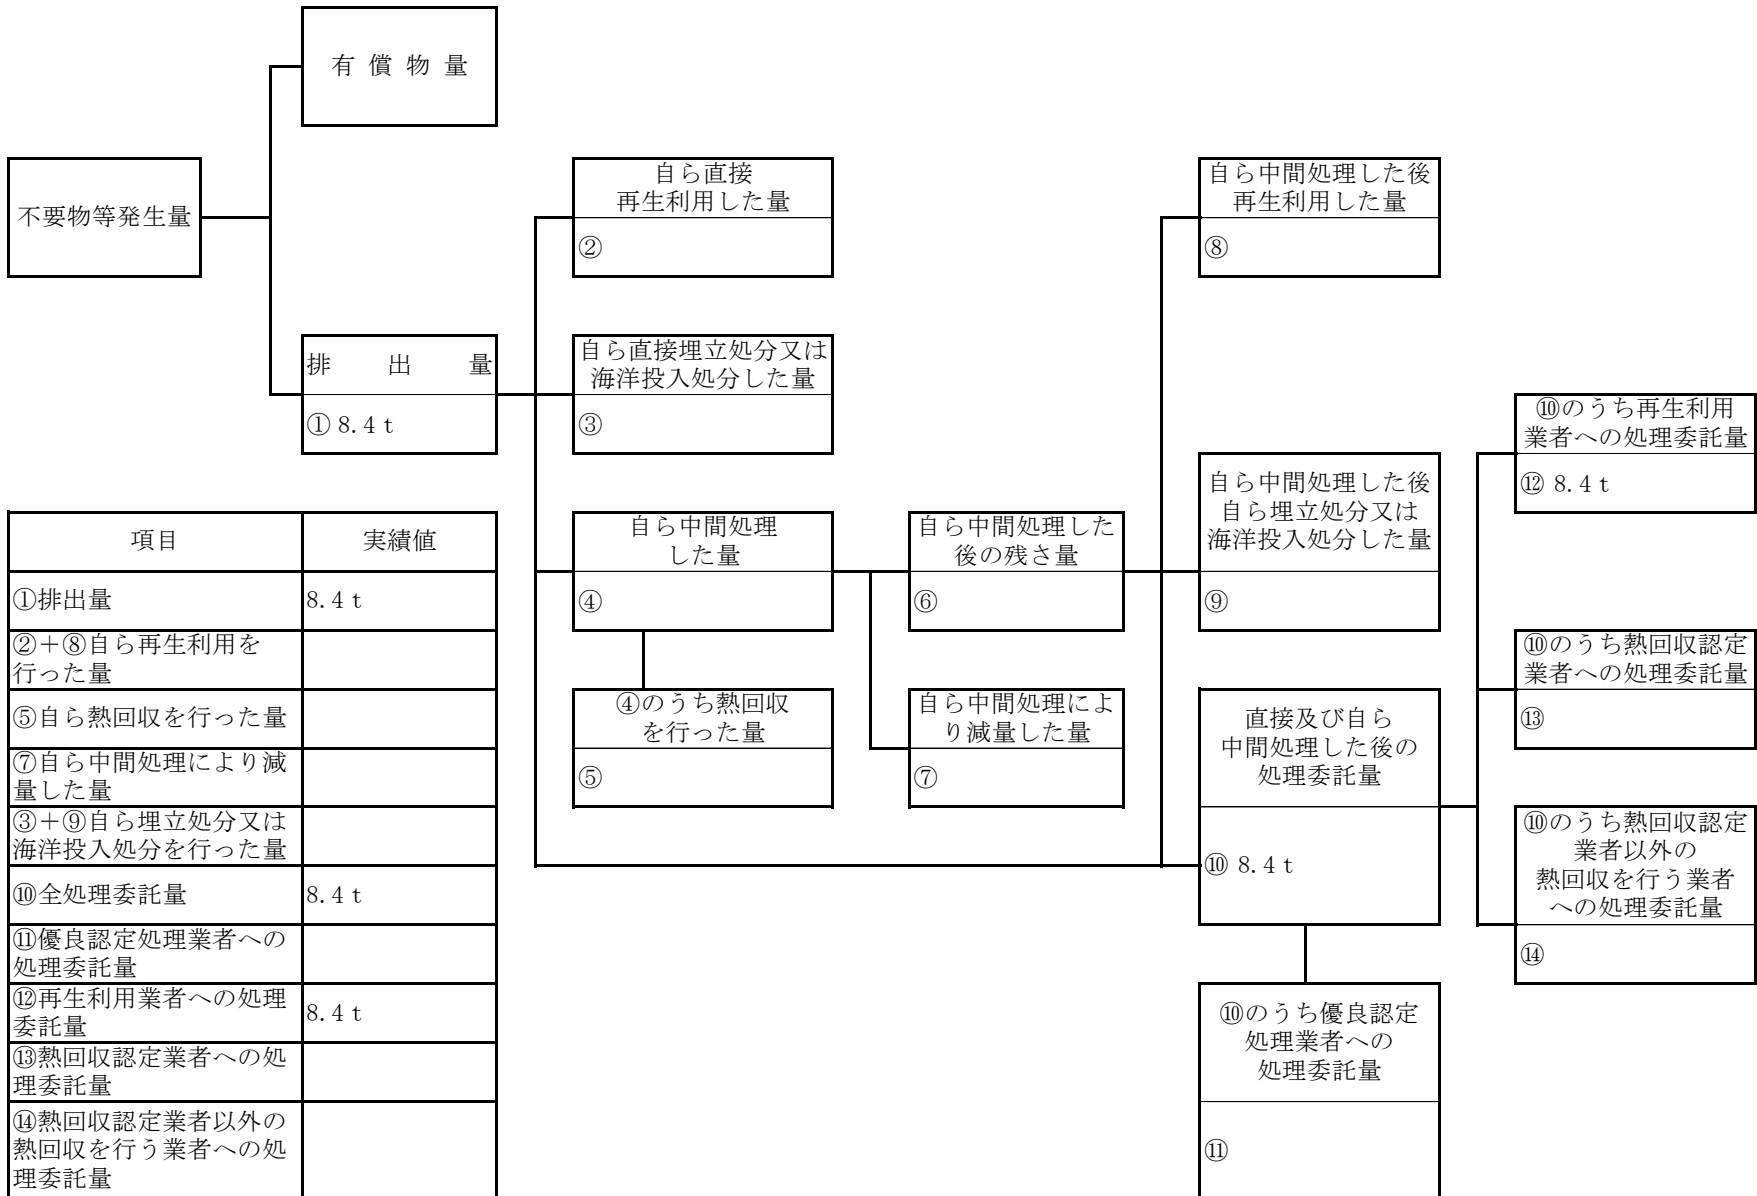 有償物量
不要物等発生量
排出量
① 8.4 t
自ら直接
再生利用した量
②
自ら直接埋立処分又は
海洋投入処分した量
③
自ら中間処理
した量
④
④のうち熱回収
を行った量
⑤
自ら中間処理した
後の残さ量
⑥
自ら中間処理によ
り減量した量
⑦
自ら中間処理した後
再生利用した量
⑧
自ら中間処理した後
自ら埋立処分又は
海洋投入処分した量
⑨
直接及び自ら
中間処理した後の
処理委託量
⑩ 8.4 t
⑩のうち優良認定
処理業者への
処理委託量
⑪
⑩のうち再生利用
業者への処理委託量
⑫ 8.4 t
⑩のうち熱回収認定
業者への処理委託量
⑬
⑩のうち熱回収認定
業者以外の
熱回収を行う業者
への処理委託量
⑭
項目 実績値
①排出量 8.4 t
②+⑧自ら再生利用を
行った量
⑤自ら熱回収を行った量
⑦自ら中間処理により減
量した量
③+⑨自ら埋立処分又は
海洋投入処分を行った量
⑩全処理委託量 8.4 t
⑪優良認定処理業者への
処理委託量
⑫再生利用業者への処理
委託量 8.4 t
⑬熱回収認定業者への処
理委託量
⑭熱回収認定業者以外の
熱回収を行う業者への処
理委託量